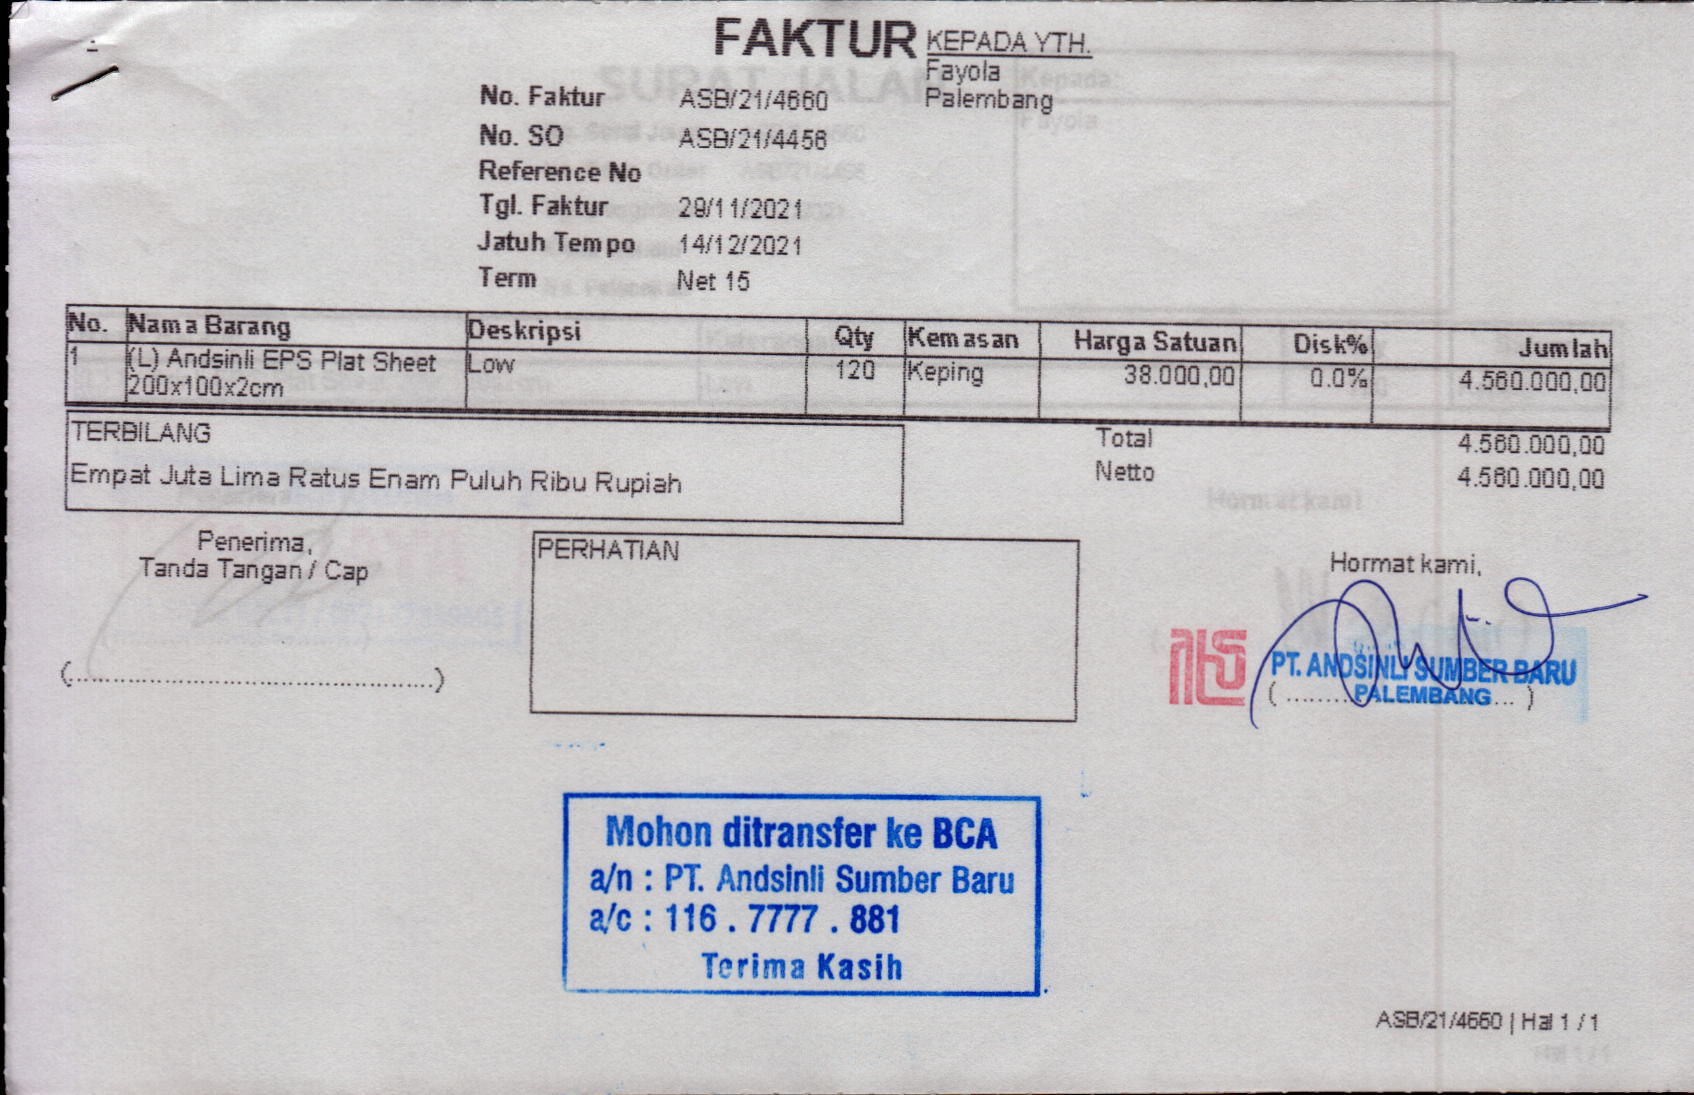 FAKTUR
KEPADA YTH.
Fayola
Palembang
No. Faktur ASB/21/4660
No. SO ASB/21/4456
Reference No
Tgl. Faktur 29/11/2021
Jatuh Tempo 14/12/2021
Term Net 15
No. Nama Barang Deskripsi Qty Kemasan Harga Satuan Disk% Jumlah
1 (L) Andsinli EPS Plat Sheet Low 120 Keping 38.000,00 0.0% 4.560.000,00
200x100x2cm
TERBILANG
Empat Juta Lima Ratus Enam Puluh Ribu Rupiah
Total 4.560.000,00
Netto 4.560.000,00
Penerima,
Tanda Tangan / Cap
(................................................)
PERHATIAN
Hormat kami,
PT. ANDSINLI SUMBER BARU
PALEMBANG
Mohon ditransfer ke BCA
a/n : PT. Andsinli Sumber Baru
a/c : 116 . 7777 . 881
Terima Kasih
ASB/21/4660 | Hal 1 / 1